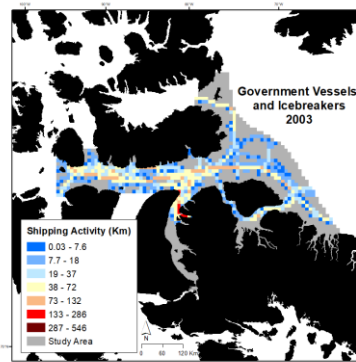 Government Vessels
and Icebreakers
2003
Shipping Activity (Km)
0.03 - 7.6
7.7 - 18
19 - 37
38 - 72
73 - 132
133 - 286
287 - 546
Study Area
N
0
60
120 Km